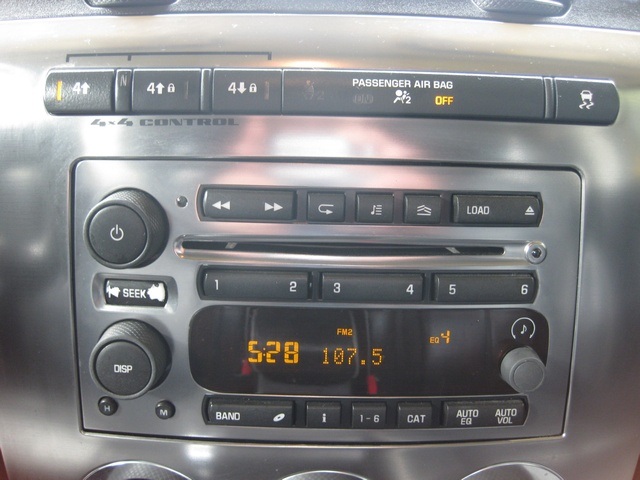 4 N 4 4 PASSENGER AIR BAG
2 OFF
4x4 CONTROL
LOAD
SEEK
1 2 3 4 5 6
FM2
5:28 107.5 EQ 4
DISP
H M
BAND i 1-6 CAT AUTO EQ AUTO VOL